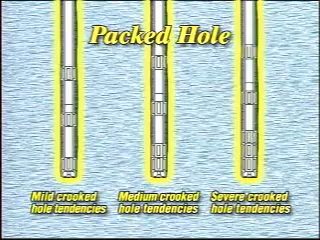 Packed Hole
Mild crooked
hole tendencies
Medium crooked
hole tendencies
Severe crooked
hole tendencies